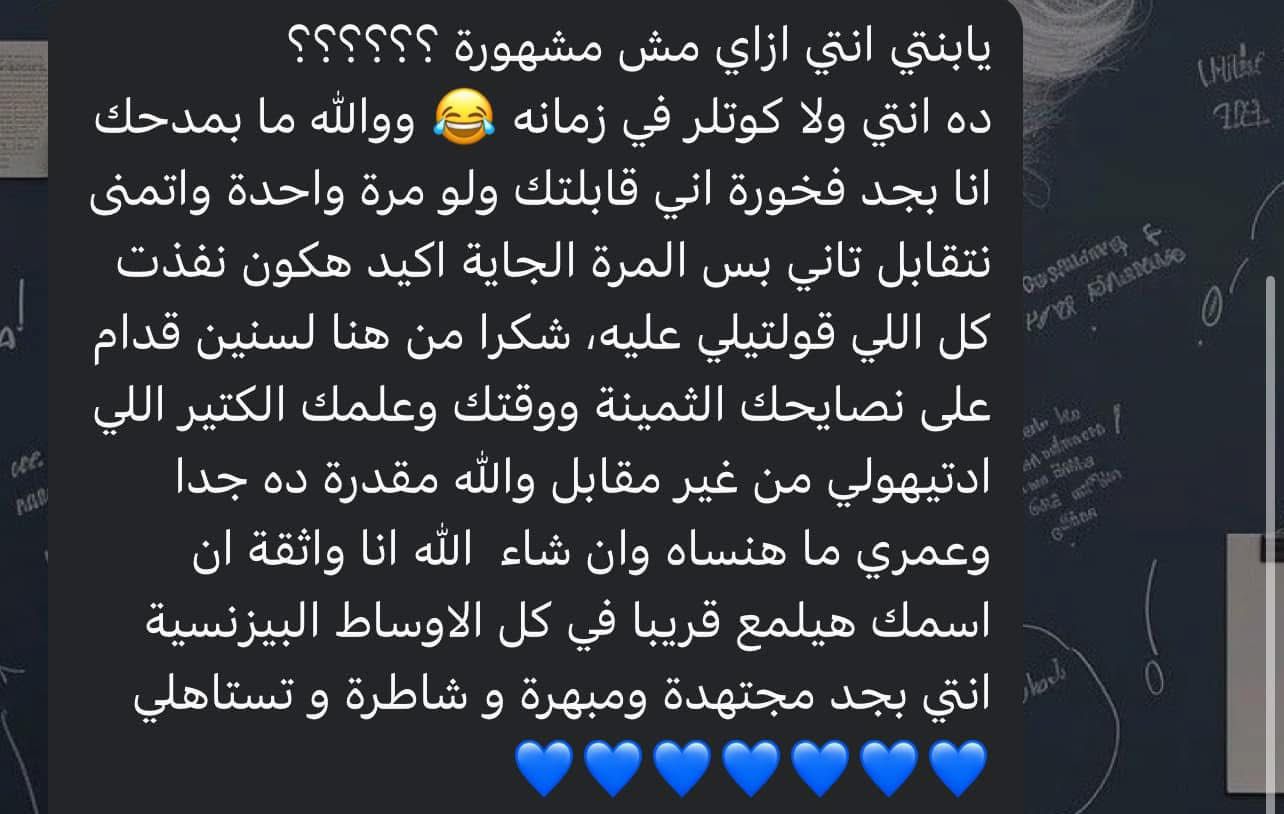 يابنتي انتي ازاي مش مشهورة ؟؟؟؟؟؟
ده انتي ولا كوتلر في زمانه 😂 ووالله ما بمدحك
انا بجد فخورة اني قابلتك ولو مرة واحدة واتمنى
نتقابل تاني بس المرة الجاية اكيد هكون نفذت
كل اللي قولتيلي عليه، شكرا من هنا لسنين قدام
على نصايحك الثمينة ووقتك وعلمك الكتير اللي
ادتيهولي من غير مقابل والله مقدرة ده جدا
وعمري ما هنساه وان شاء  الله انا واثقة ان
اسمك هيلمع قريبا في كل الاوساط البيزنسية
انتي بجد مجتهدة ومبهرة و شاطرة و تستاهلي
💙💙💙💙💙💙💙